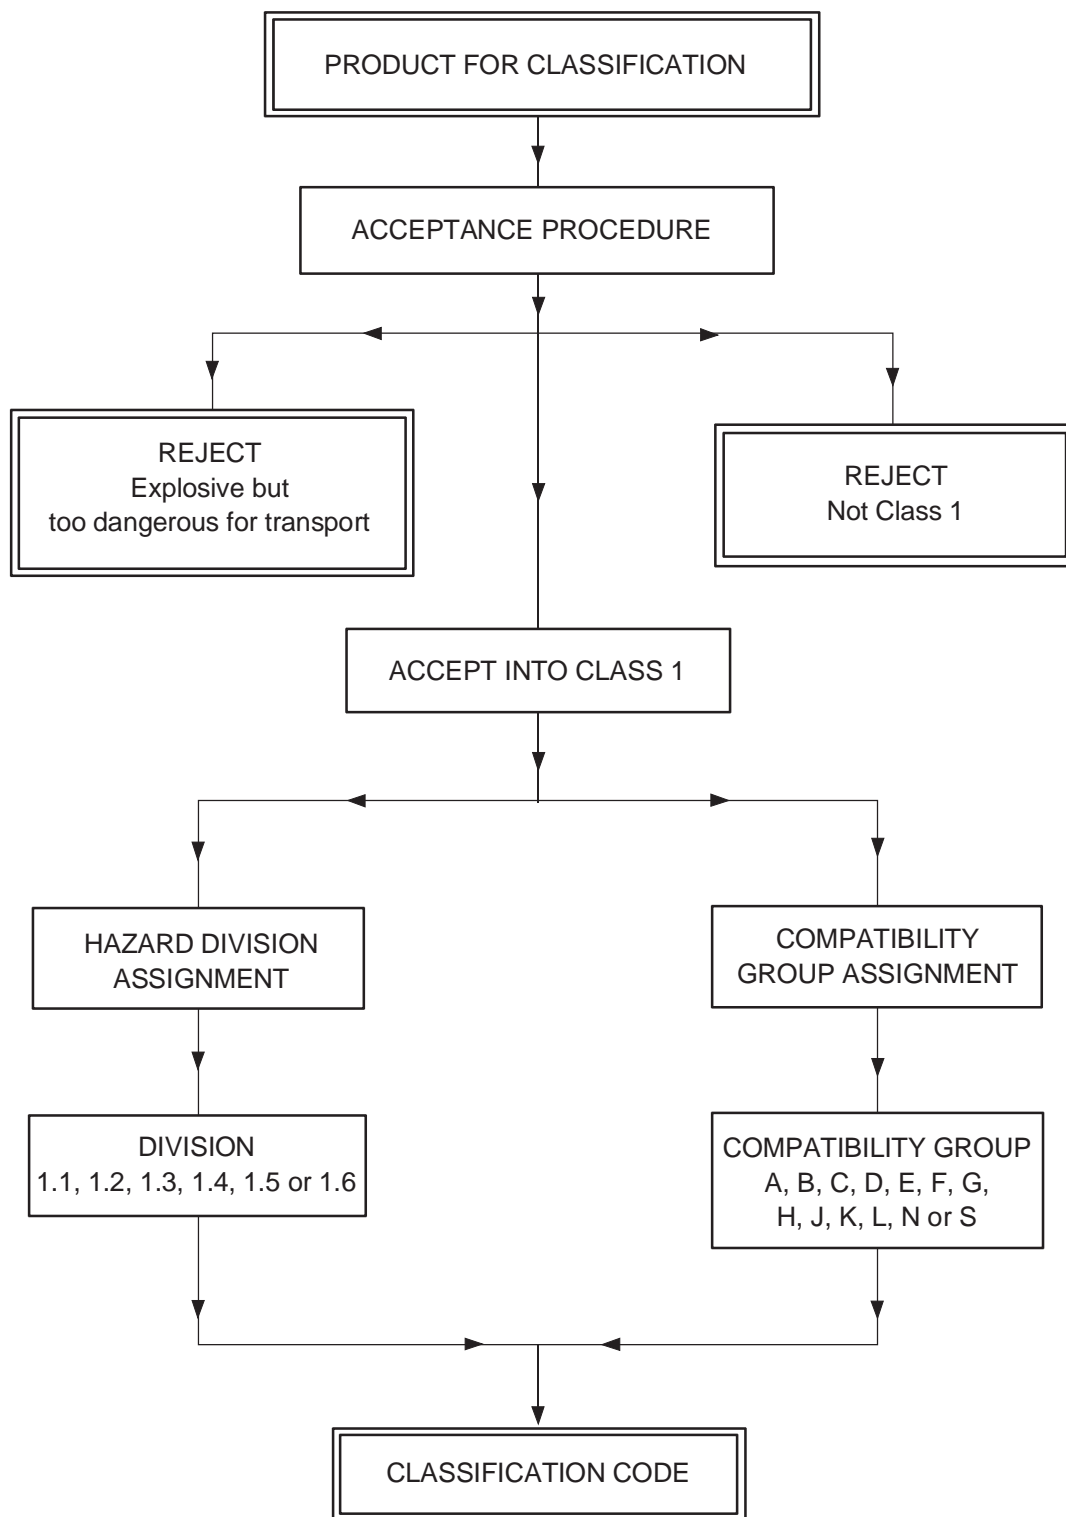 PRODUCT FOR CLASSIFICATION
ACCEPTANCE PROCEDURE
REJECT
Explosive but
too dangerous for transport
REJECT
Not Class 1
ACCEPT INTO CLASS 1
HAZARD DIVISION
ASSIGNMENT
COMPATIBILITY
GROUP ASSIGNMENT
DIVISION
1.1, 1.2, 1.3, 1.4, 1.5 or 1.6
COMPATIBILITY GROUP
A, B, C, D, E, F, G,
H, J, K, L, N or S
CLASSIFICATION CODE